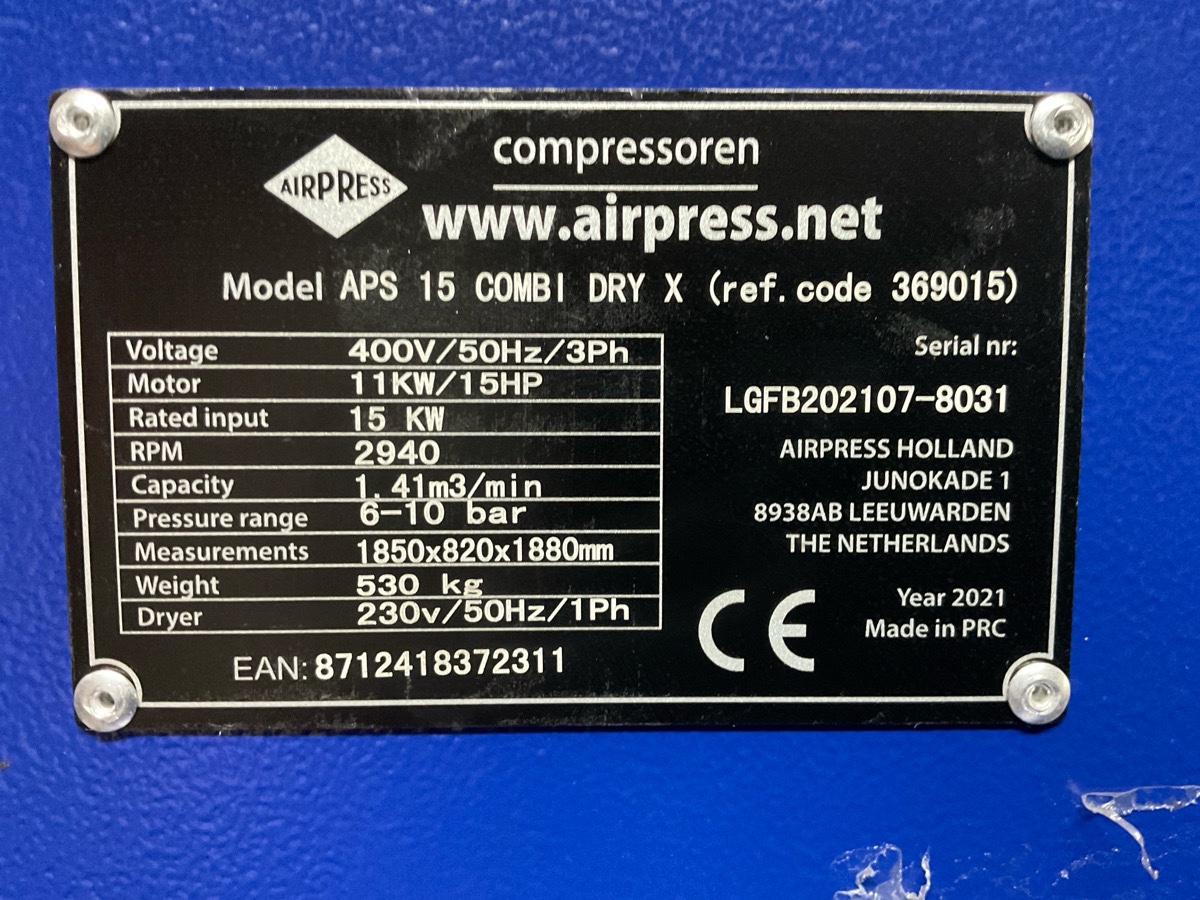 AIRPRESS
compressoren
www.airpress.net
Model APS 15 COMBI DRY X (ref.code 369015)
Voltage 400V/50Hz/3Ph
Motor 11KW/15HP
Rated input 15 KW
RPM 2940
Capacity 1.41m3/min
Pressure range 6-10 bar
Measurements 1850x820x1880mm
Weight 530 kg
Dryer 230v/50Hz/1Ph
EAN: 8712418372311
Serial nr:
LGFB202107-8031
AIRPRESS HOLLAND
JUNOKADE 1
8938AB LEEUWARDEN
THE NETHERLANDS
CE
Year 2021
Made in PRC